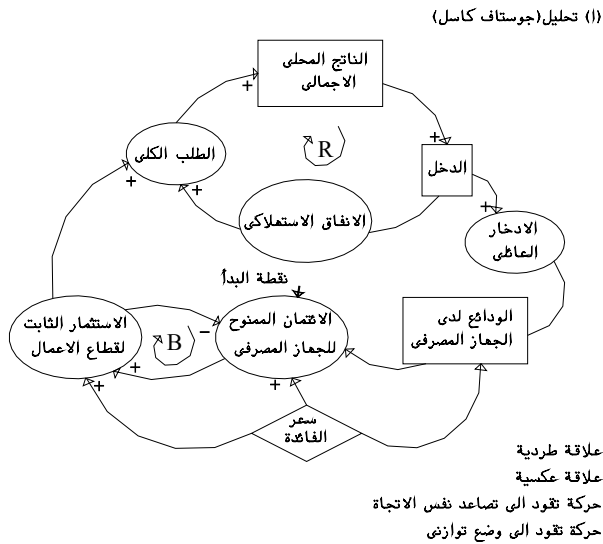 (أ) تحليل(جوستاف كاسل)
الناتج المحلى
الاجمالى
+
+
الطلب الكلى
R
الدخل
+
+
الانفاق الاستهلاكى
+
الادخار
العائلى
نقطة البدأ
الاستثمار الثابت
لقطاع الاعمال
B
–
+
+
الائتمان الممنوح
للجهاز المصرفى
+
الودائع لدى
الجهاز المصرفى
سعر
الفائدة
علاقة طردية
علاقة عكسية
حركة تقود الى تصاعد نفس الاتجاة
حركة تقود الى وضع توازنى